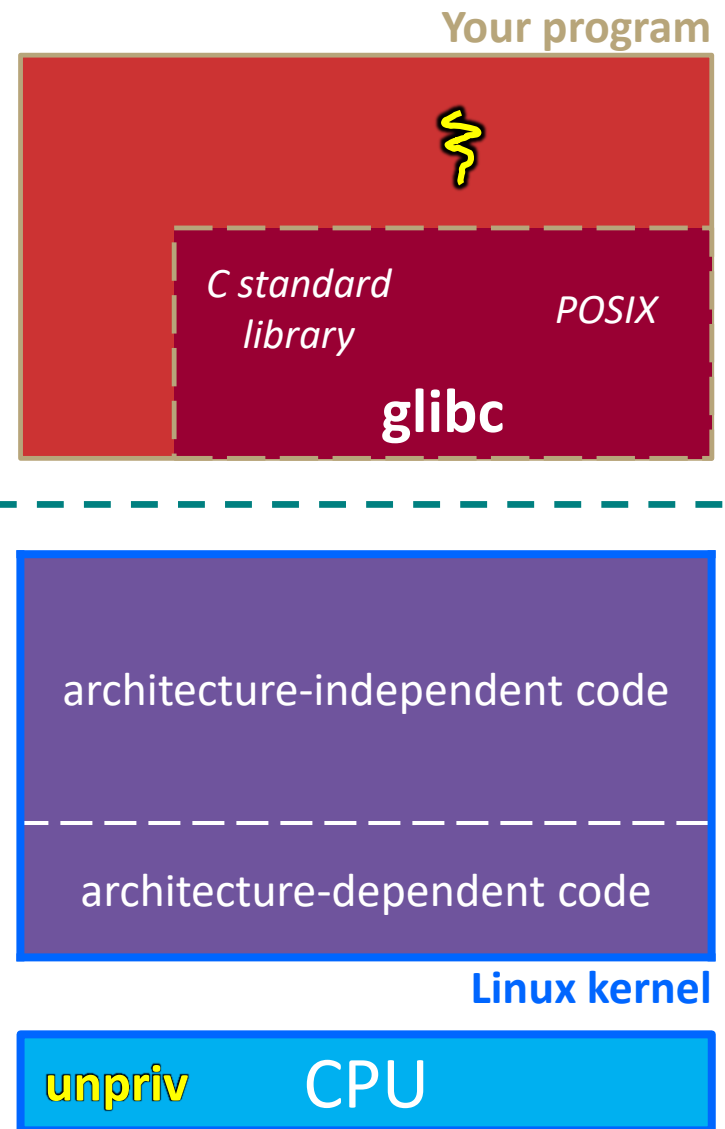 Your program
C standard
library
POSIX
glibc
architecture-independent code
architecture-dependent code
Linux kernel
unpriv
CPU